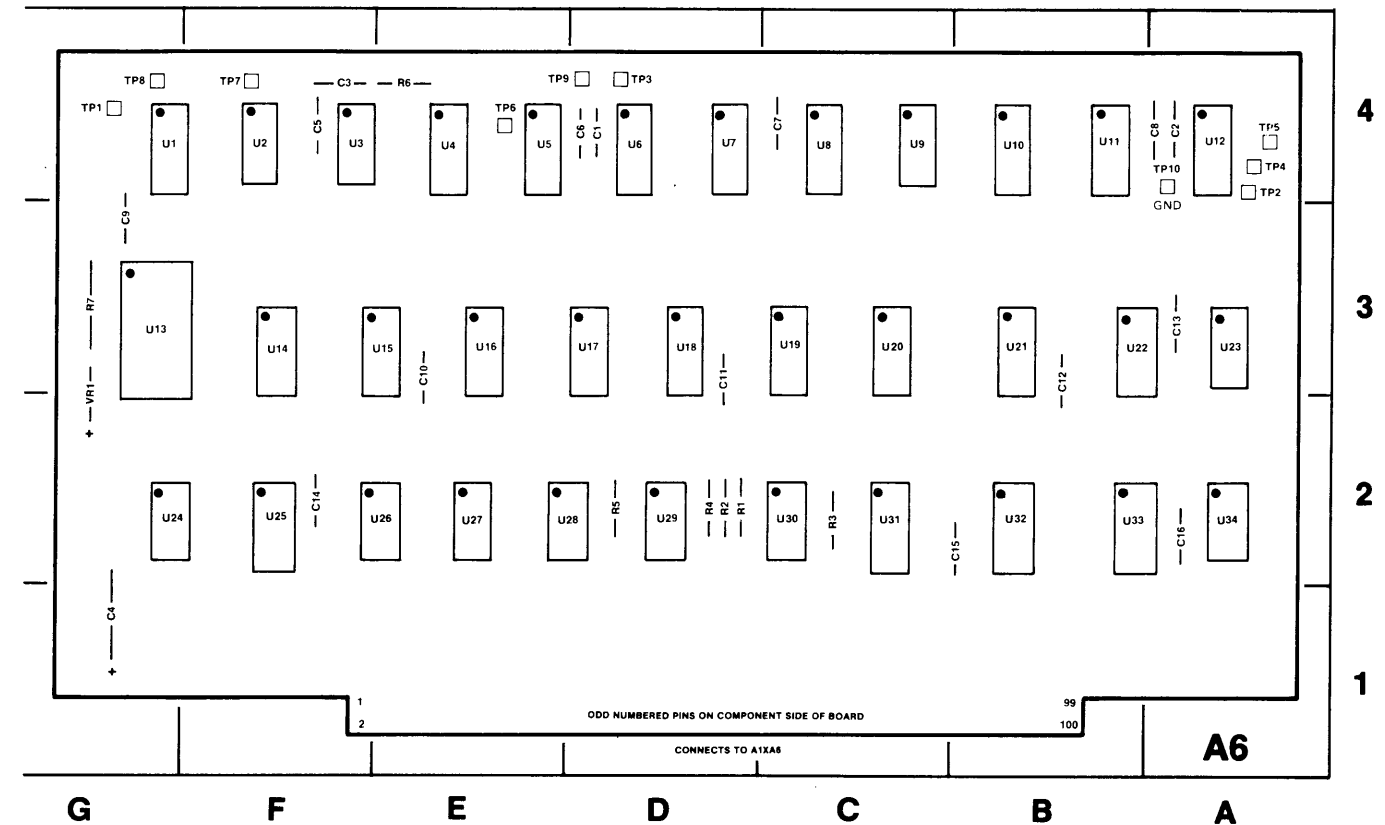 TP8
TP7
C3
R6
TP9
TP3
4
TP1
TP6
U1
U2
C5
U3
U4
U5
C6
C1
U6
U7
C7
U8
U9
U10
U11
C8
C2
U12
TP5
TP10
TP4
GND
TP2
C9
R7
U13
3
U14
U15
U16
U17
U18
U19
U20
U21
U22
C13
U23
VR1
C10
C11
C12
+
2
U24
U25
C14
U26
U27
U28
R5
U29
R4
R2
R1
U30
R3
U31
C15
U32
U33
C16
U34
C4
+
1
1
99
2
ODD NUMBERED PINS ON COMPONENT SIDE OF BOARD
100
CONNECTS TO A1XA6
A6
G F E D C B A